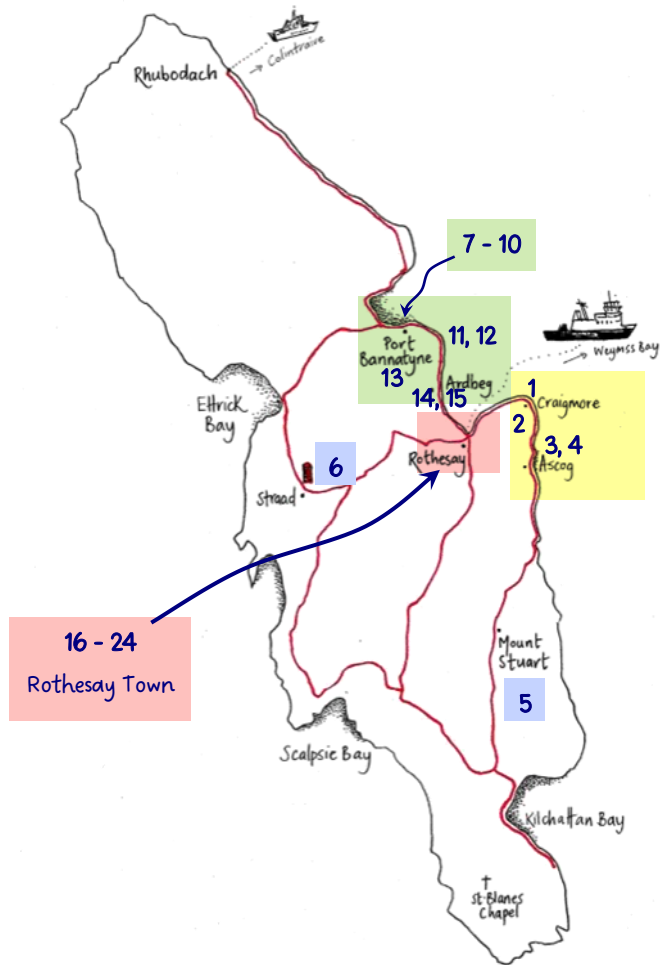 Colintraive
Rhubodach
7 - 10
Port
Bannatyne
11, 12
Weymss Bay
13
Ardbeg
14, 15
1
Craigmore
Ettrick
Bay
2
3, 4
Rothesay
Ascog
6
Straad
16 - 24
Rothesay Town
Mount
Stuart
5
Scalpsie Bay
Kilchattan Bay
St Blanes
Chapel